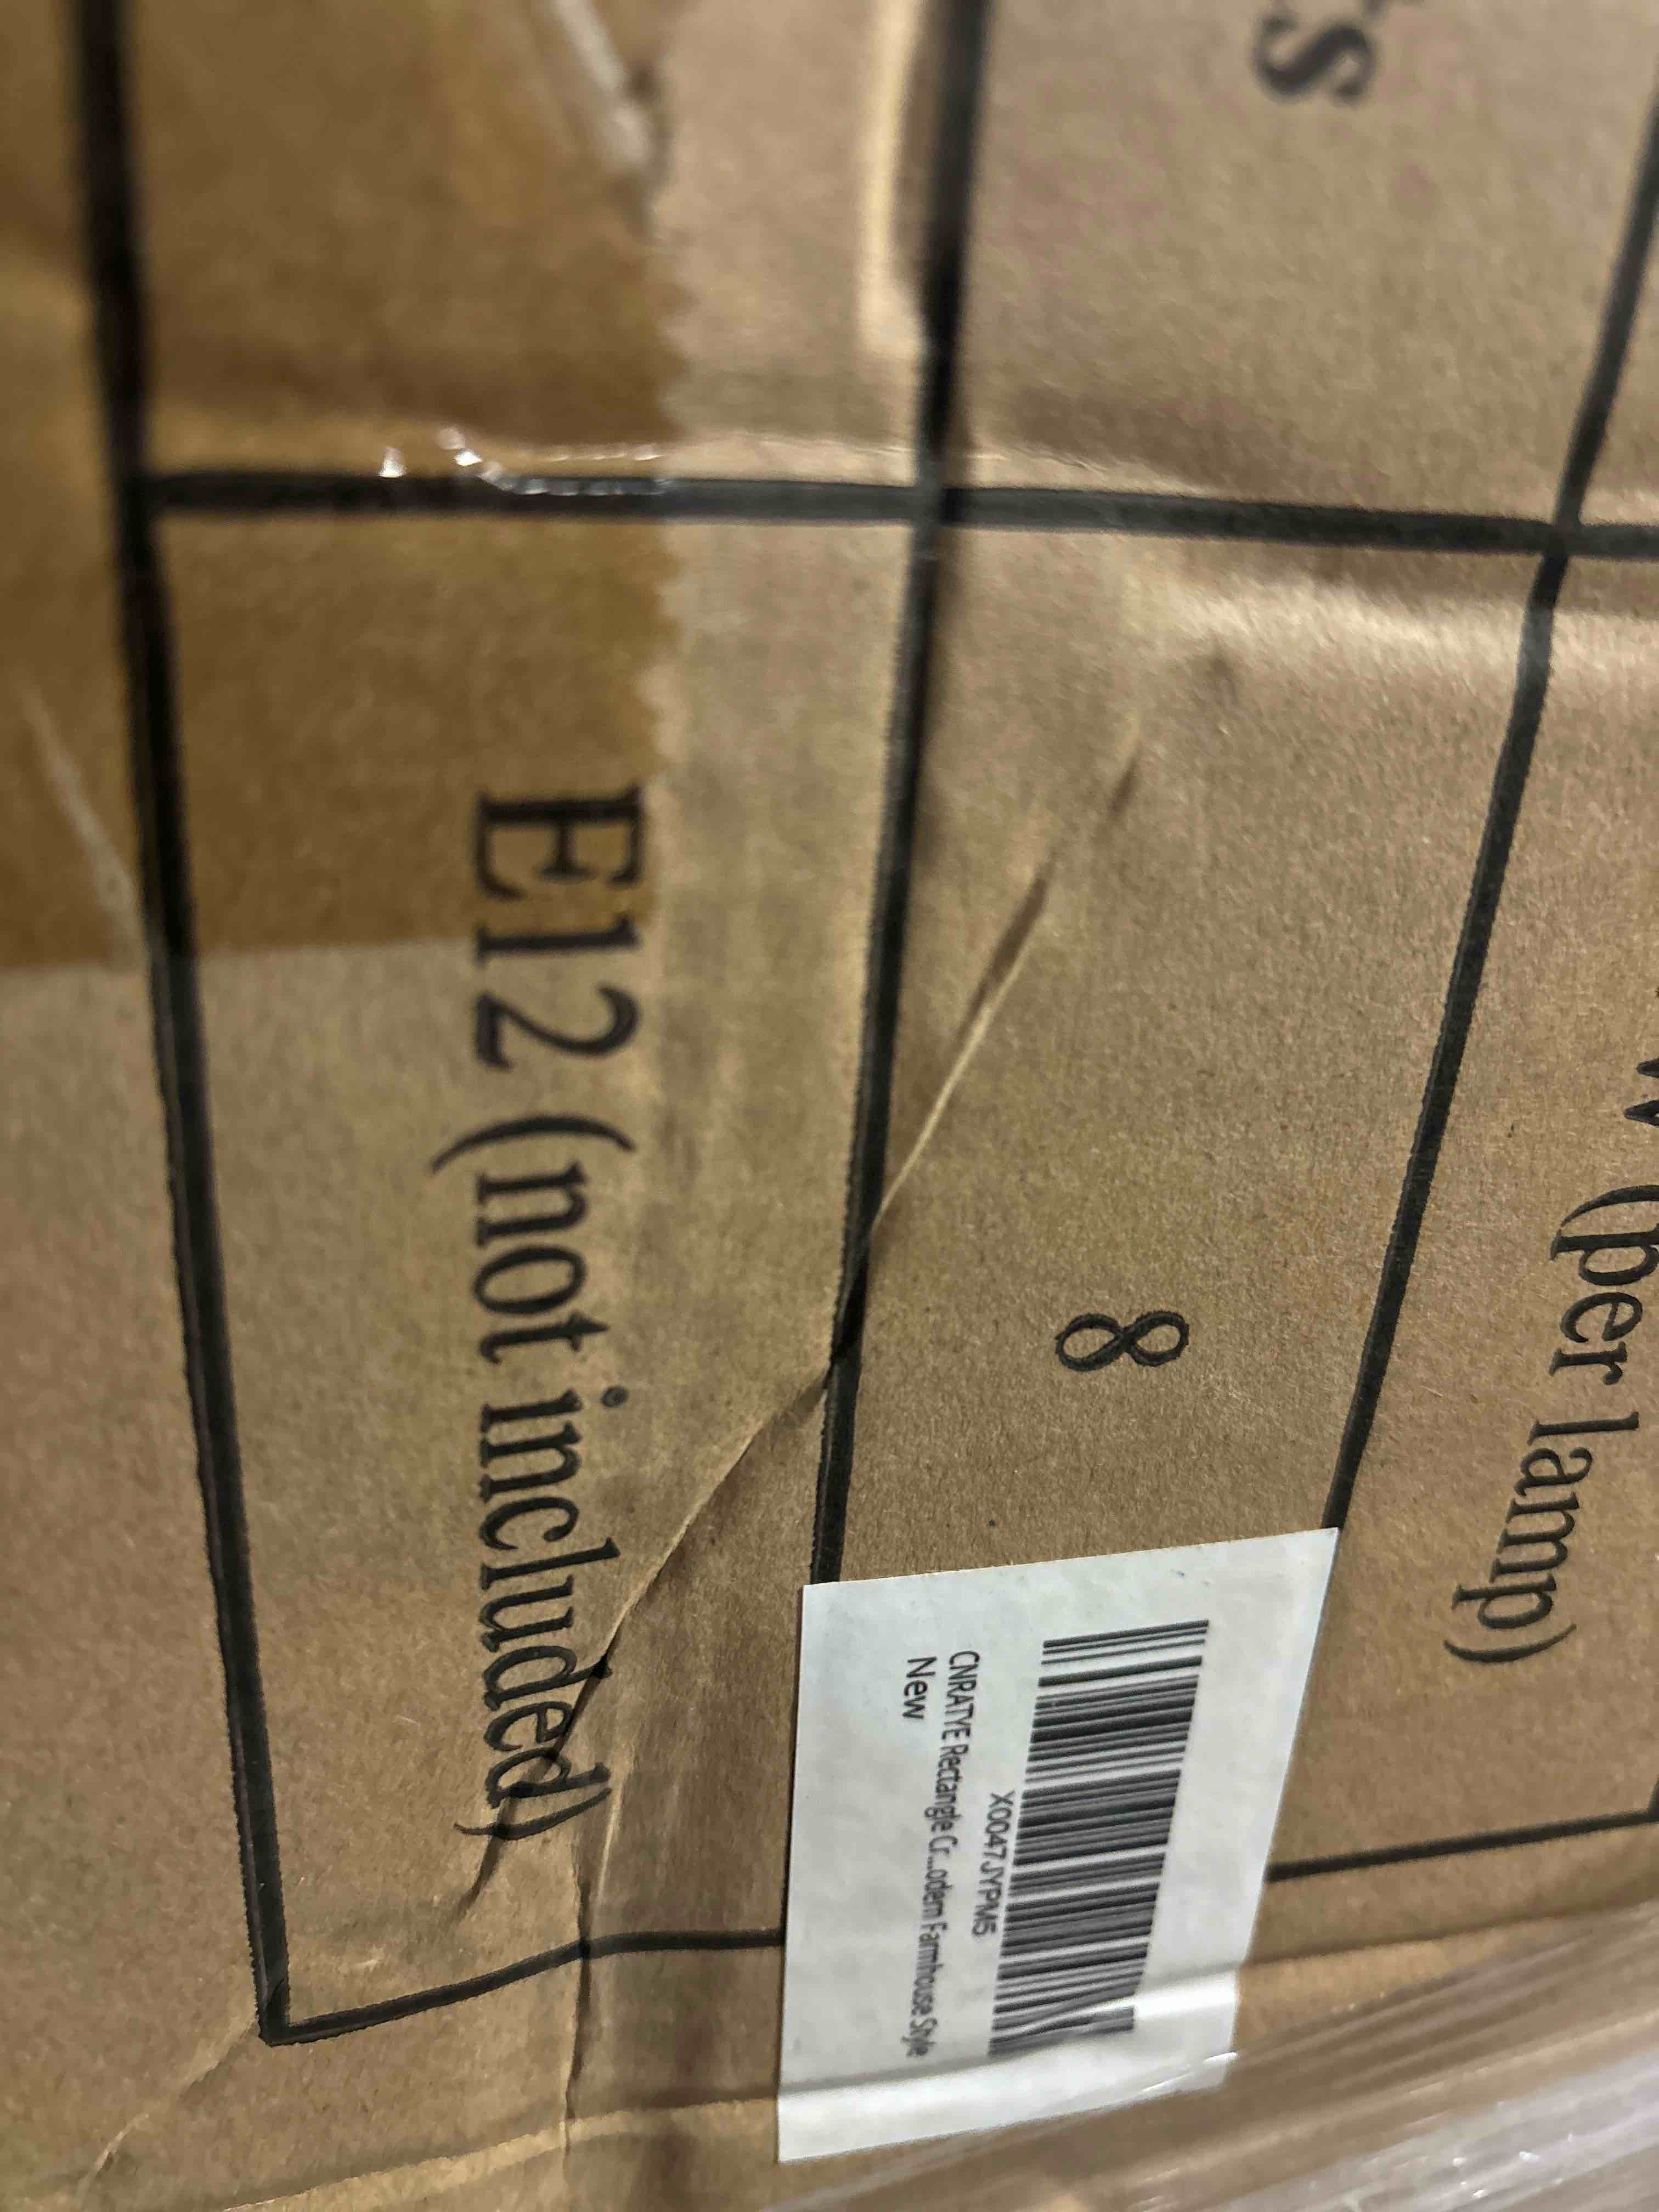 (per lamp)
8
E12 (not included)
X0047JYPM5
CNRATYE Rectangle Cr...odern Farmhouse Style
New